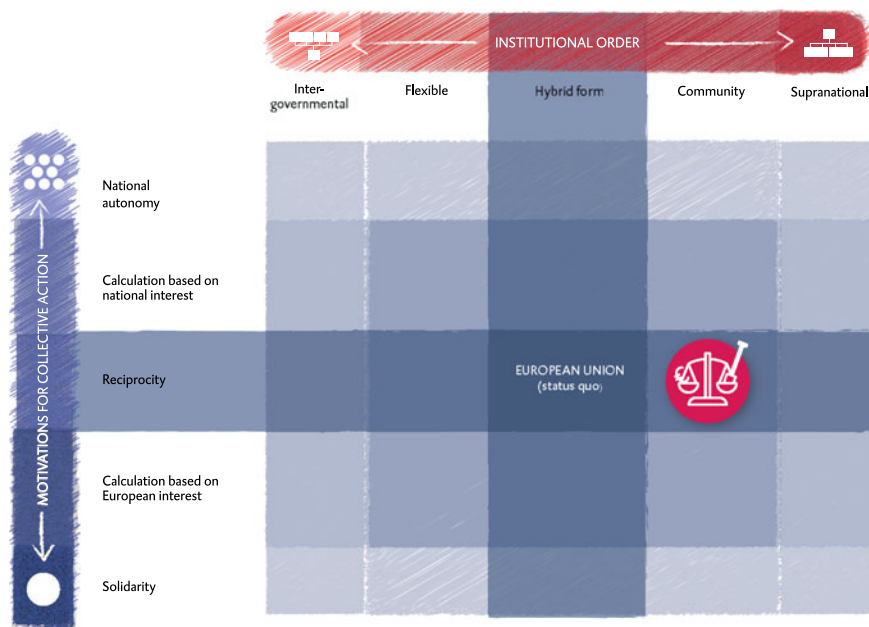 INSTITUTIONAL ORDER
Inter-
governmental
Flexible
Hybrid form
Community
Supranational
MOTIVATIONS FOR COLLECTIVE ACTION
National
autonomy
Calculation based on
national interest
Reciprocity
EUROPEAN UNION
(status quo)
Calculation based on
European interest
Solidarity